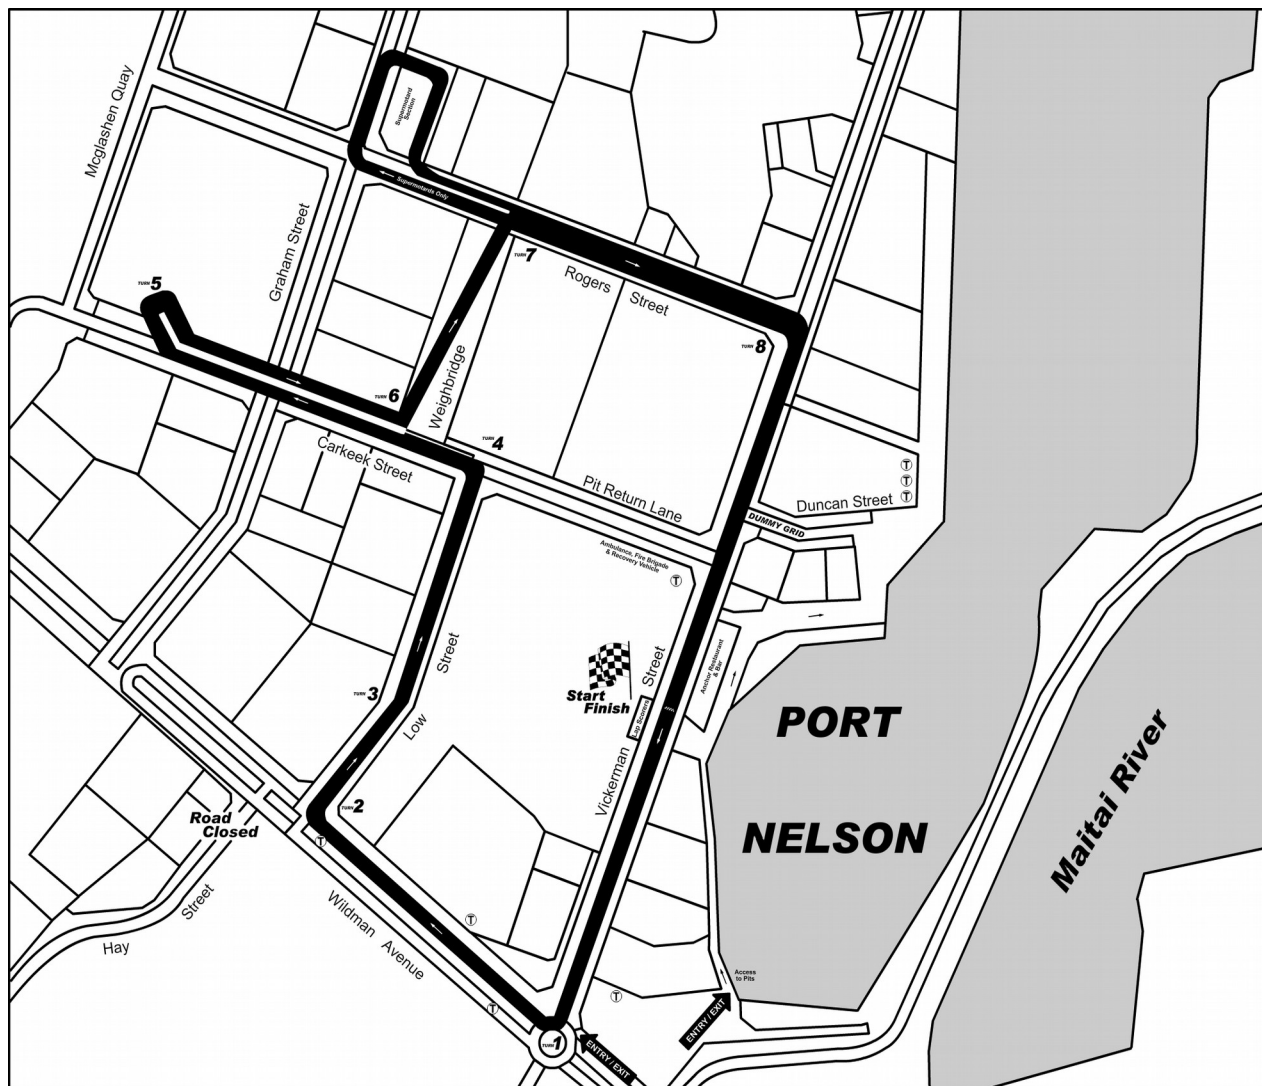 Mcglashen Quay
Supermotard
Section
Supermotards Only
Graham Street
TURN 5
TURN 7
Rogers
Street
TURN 8
TURN 6
Weighbridge
TURN 4
Carkeek Street
Pit Return Lane
Duncan Street
T
T
T
DUMMY GRID
Ambulance, Fire Brigade
& Recovery Vehicle
T
Street
Low
TURN 3
Start
Finish
Street
Vickerman
Lap Scorers
Anchor Restaurant
& Bar
PORT
NELSON
Maitai River
TURN 2
T
Road
Closed
Hay
Street
Wildman Avenue
T
T
T
Access
to Pits
ENTRY / EXIT
ENTRY / EXIT
TURN 1